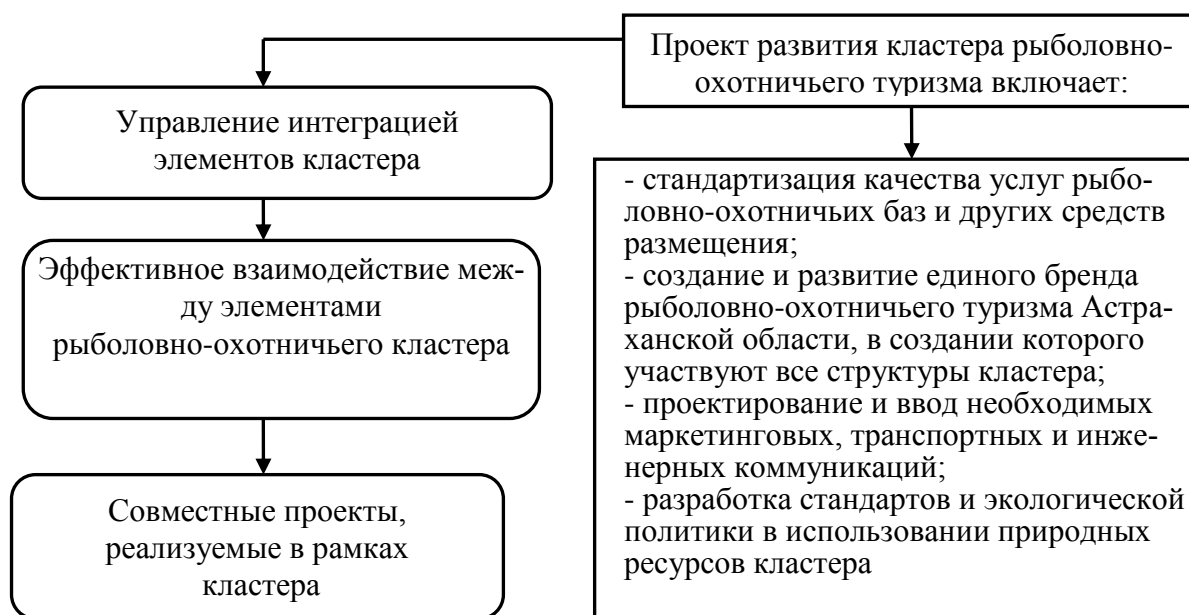 Проект развития кластера рыболовно-
охотничьего туризма включает:
Управление интеграцией
элементов кластера
Эффективное взаимодействие меж-
ду элементами
рыболовно-охотничьего кластера
Совместные проекты,
реализуемые в рамках
кластера
- стандартизация качества услуг рыбо-
ловно-охотничьих баз и других средств
размещения;
- создание и развитие единого бренда
рыболовно-охотничьего туризма Астра-
ханской области, в создании которого
участвуют все структуры кластера;
- проектирование и ввод необходимых
маркетинговых, транспортных и инже-
нерных коммуникаций;
- разработка стандартов и экологической
политики в использовании природных
ресурсов кластера